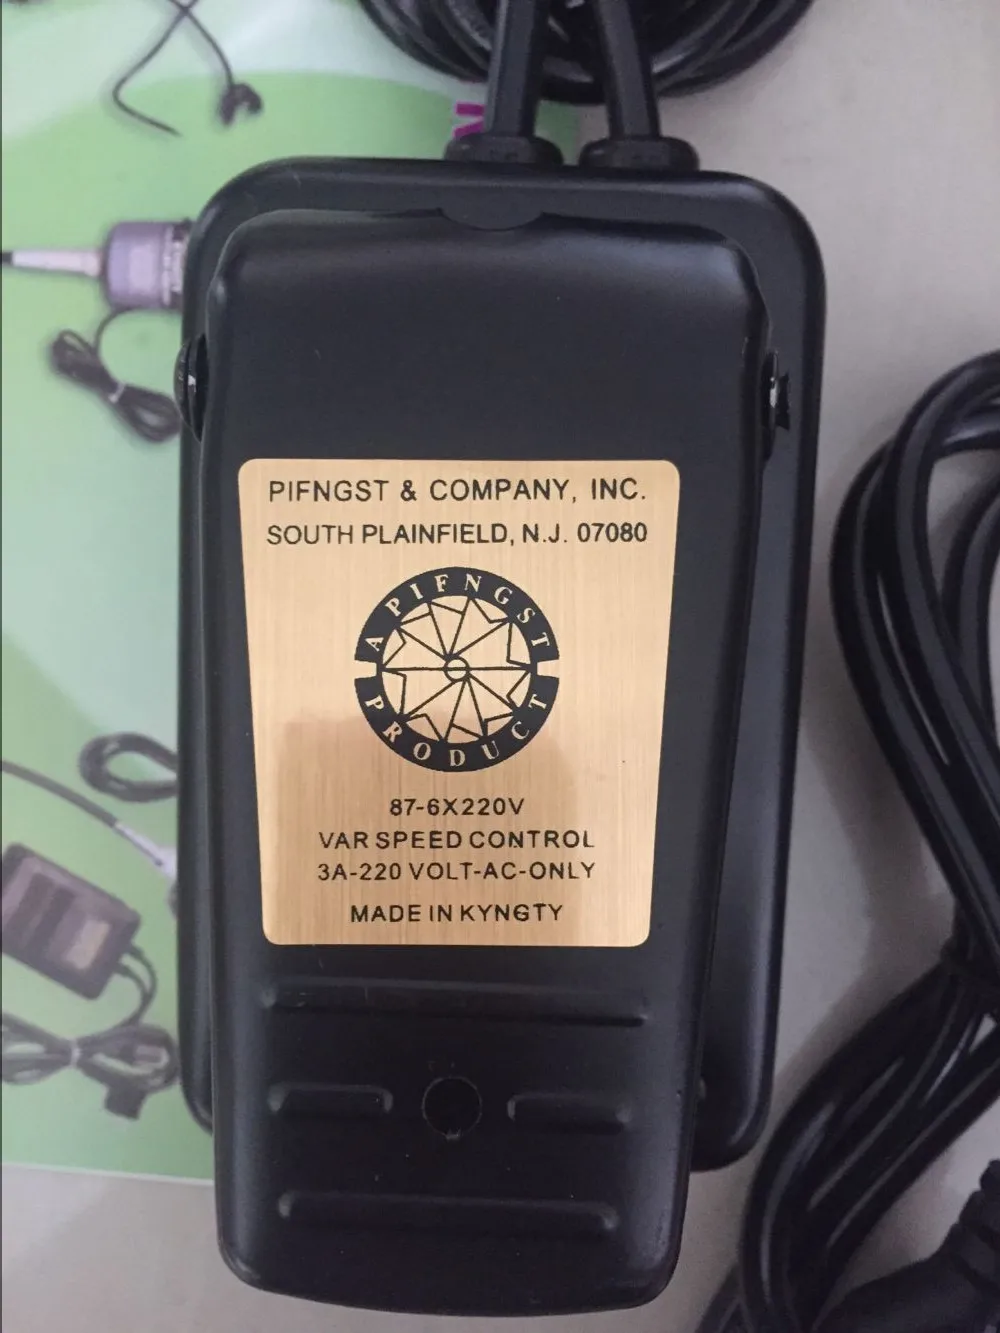 PIFNGST & COMPANY, INC.
SOUTH PLAINFIELD, N.J. 07080
A PIFNGST
PRODUCT
87-6X220V
VAR SPEED CONTROL
3A-220 VOLT-AC-ONLY
MADE IN KYNGTY